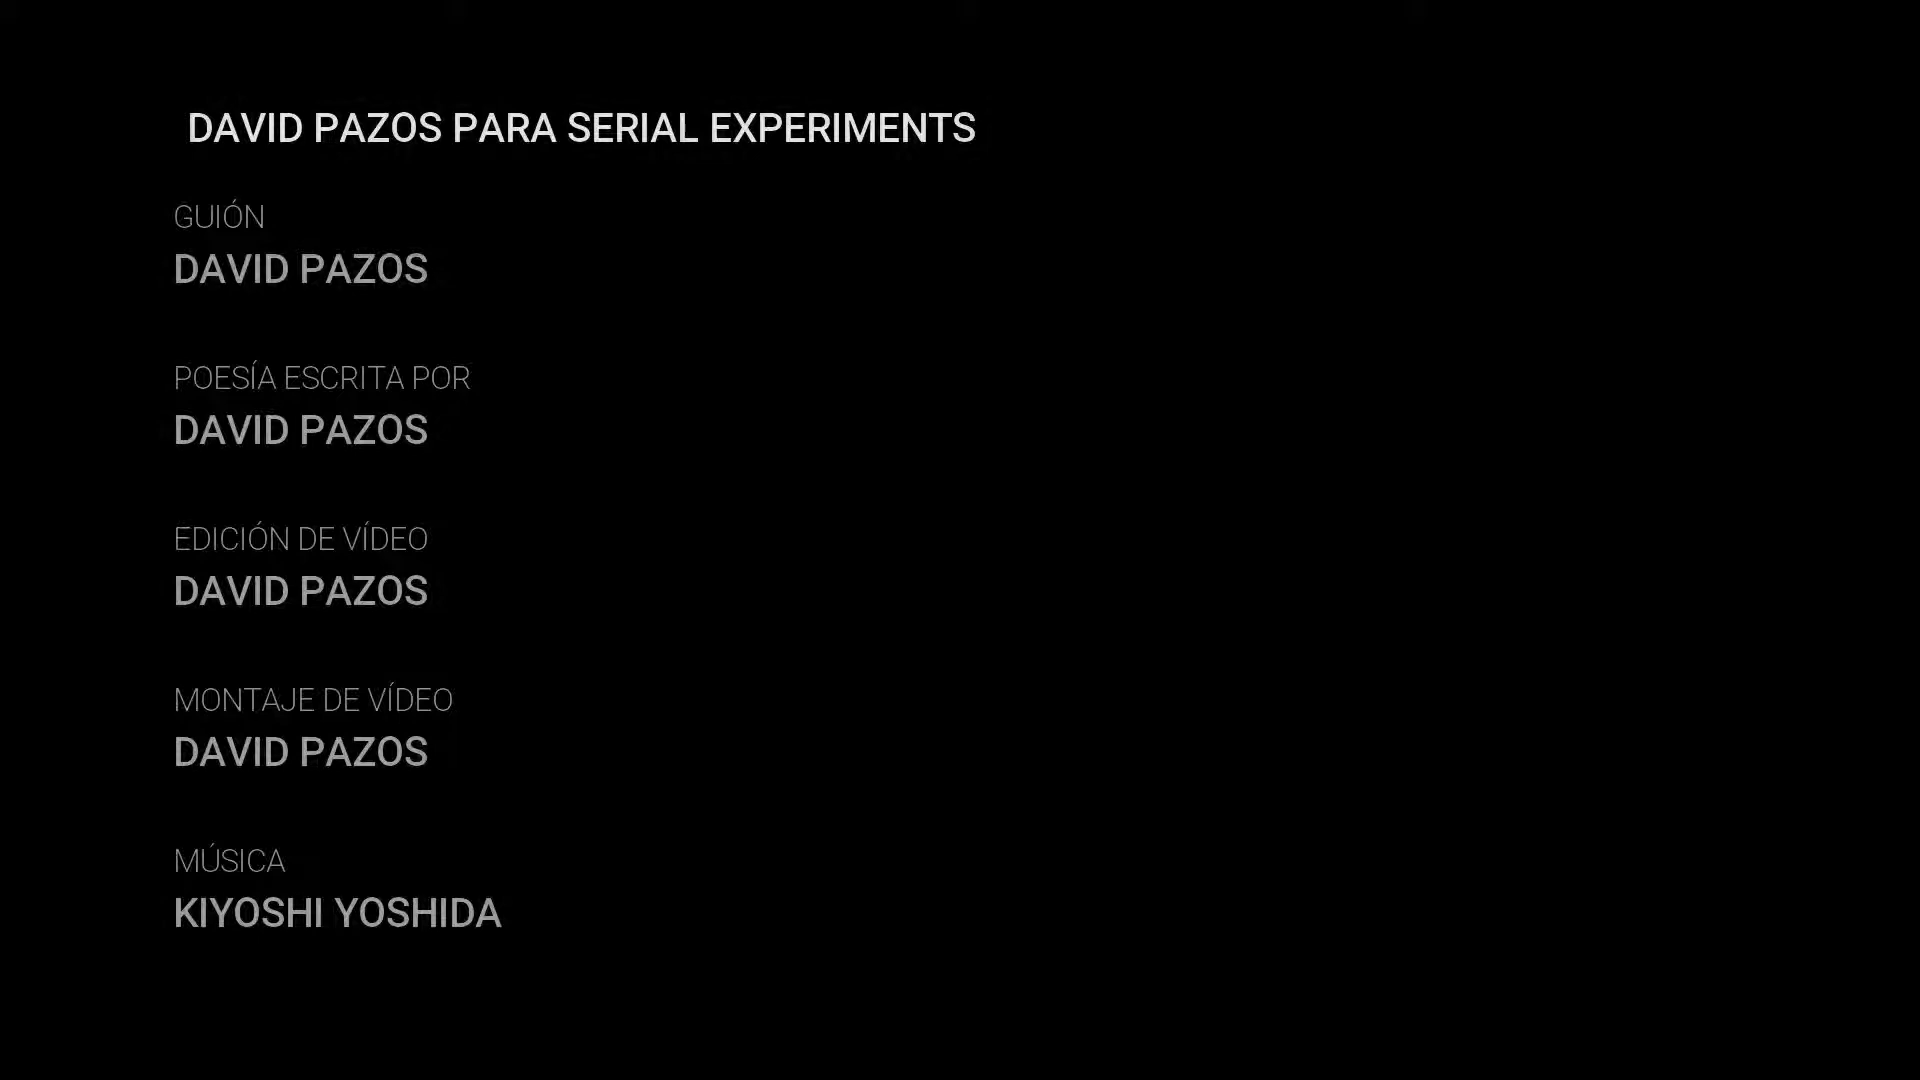 DAVID PAZOS PARA SERIAL EXPERIMENTS
GUIÓN
DAVID PAZOS
POESÍA ESCRITA POR
DAVID PAZOS
EDICIÓN DE VÍDEO
DAVID PAZOS
MONTAJE DE VÍDEO
DAVID PAZOS
MÚSICA
KIYOSHI YOSHIDA